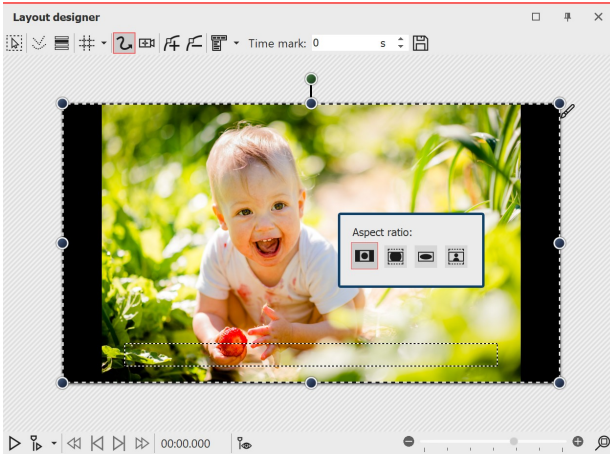 Layout designer
Time mark: 0 s
Aspect ratio:
00:00.000